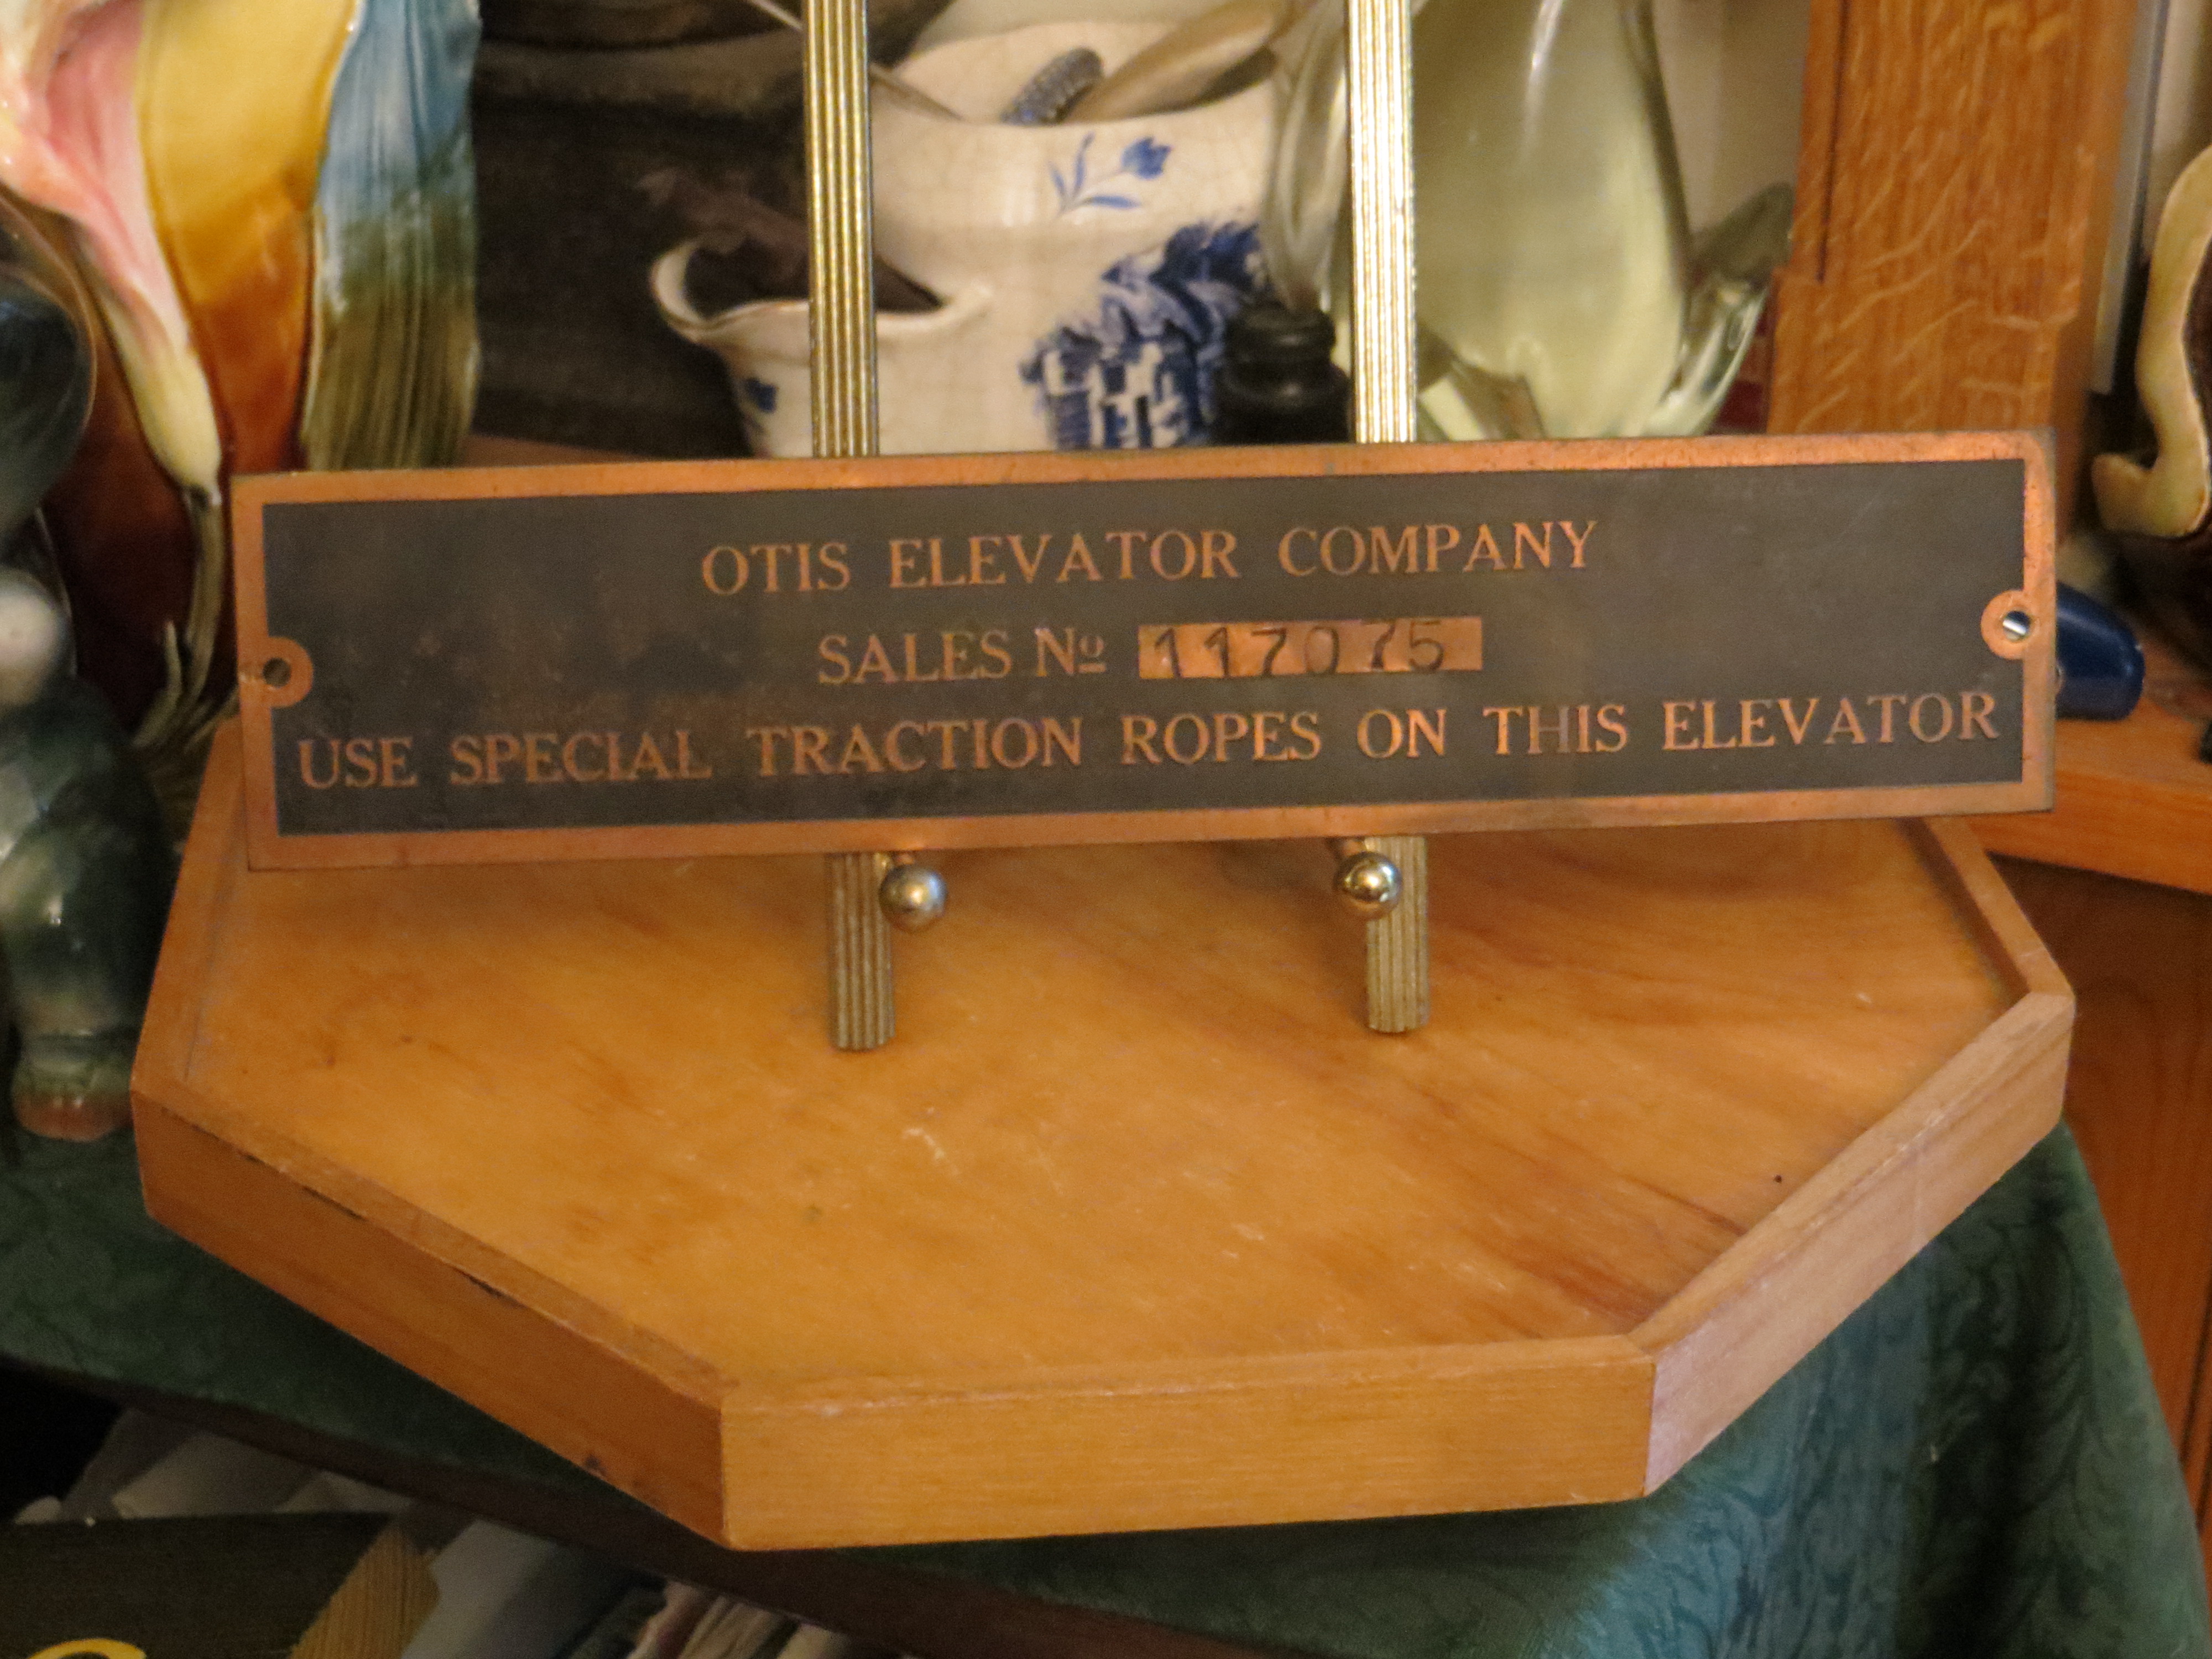 OTIS ELEVATOR COMPANY
SALES Nº 117075
USE SPECIAL TRACTION ROPES ON THIS ELEVATOR